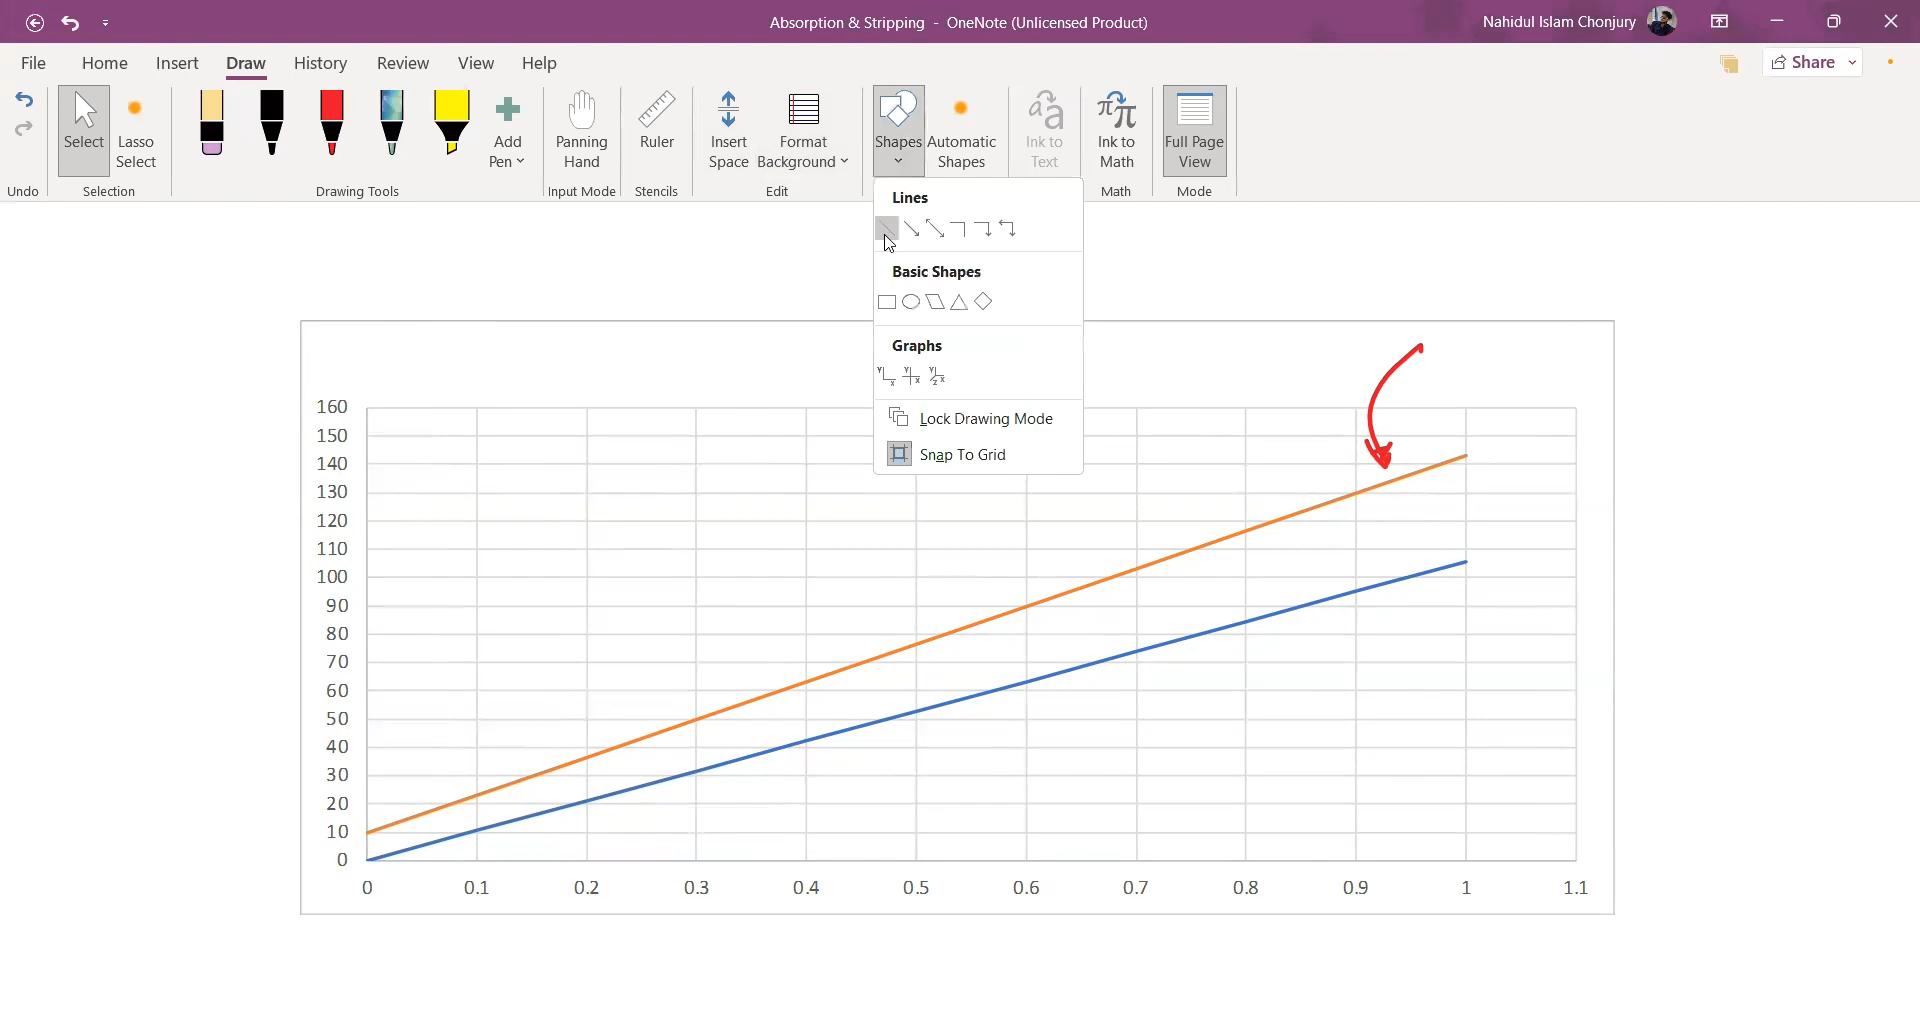 Absorption & Stripping - OneNote (Unlicensed Product)
Nahidul Islam Chonjury
File Home Insert Draw History Review View Help
Share
Select
Lasso Select
Add Pen
Panning Hand
Ruler
Insert Space
Format Background
Shapes
Automatic Shapes
Ink to Text
Ink to Math
Full Page View
Undo Selection Drawing Tools Input Mode Stencils Edit Math Mode
Lines
Basic Shapes
Graphs
Y X Y X Y Z X
Lock Drawing Mode
Snap To Grid
160
150
140
130
120
110
100
90
80
70
60
50
40
30
20
10
0
0 0.1 0.2 0.3 0.4 0.5 0.6 0.7 0.8 0.9 1 1.1